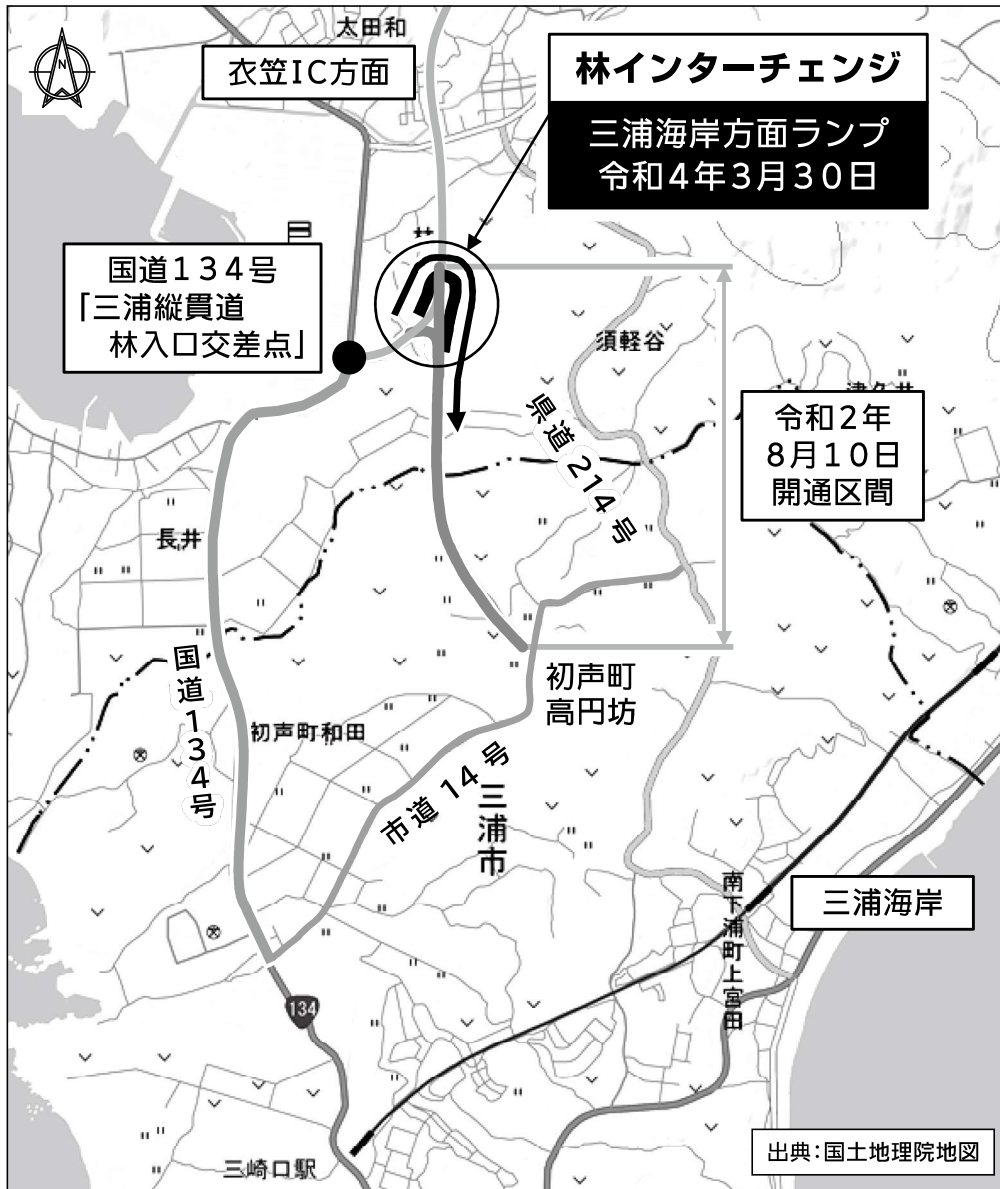 太田和
N
衣笠IC方面
林インターチェンジ
三浦海岸方面ランプ
令和4年3月30日
国道134号
「三浦縦貫道
林入口交差点」
須軽谷
津久井
県道214号
令和2年
8月10日
開通区間
長井
国道134号
初声町
高円坊
初声町和田
市道14号
三浦市
南下浦町上宮田
三浦海岸
134
三崎口駅
出典:国土地理院地図